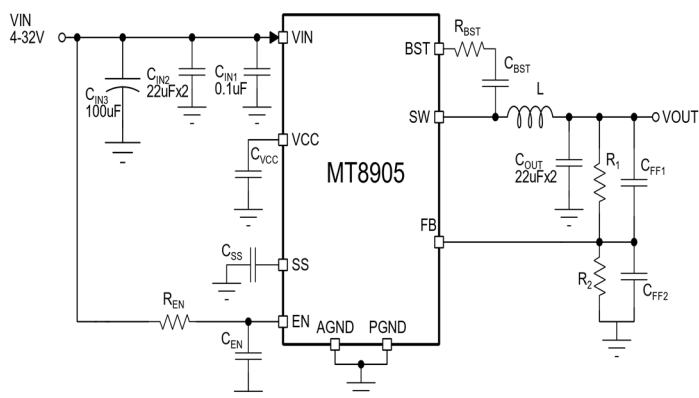 VIN
4-32V
VIN
BST
RBST
CBST
CIN3
100uF
CIN2
22uFx2
CIN1
0.1uF
SW
L
VOUT
VCC
CVCC
MT8905
COUT
22uFx2
R1
CFF1
FB
CSS
SS
R2
CFF2
REN
EN
AGND
PGND
CEN